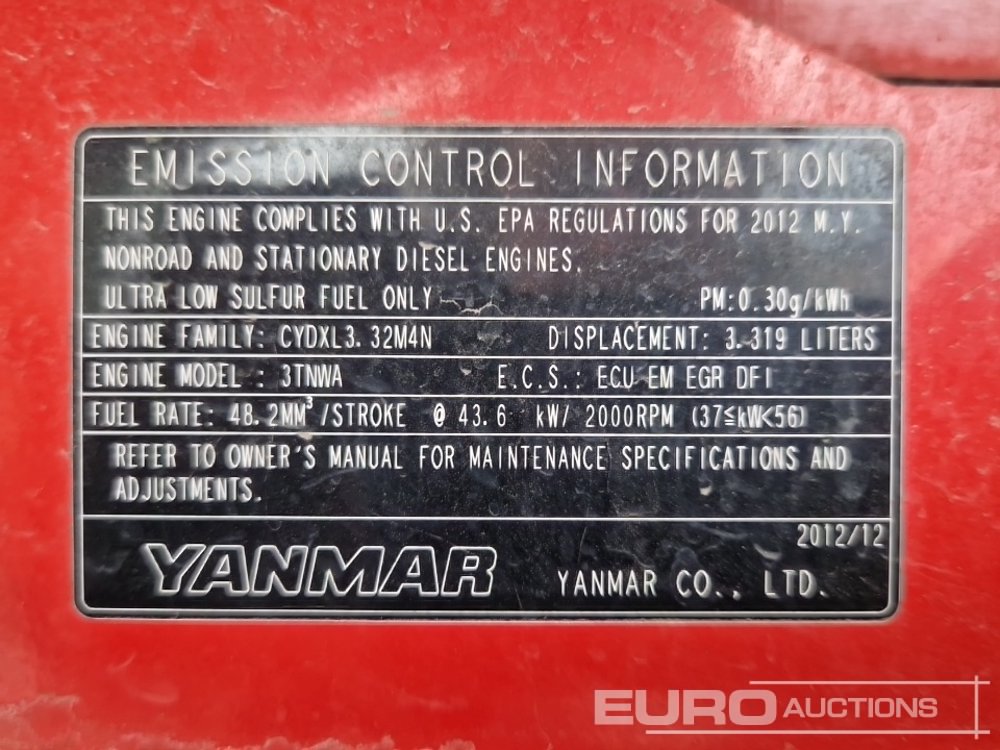 EMISSION CONTROL INFORMATION
THIS ENGINE COMPLIES WITH U.S. EPA REGULATIONS FOR 2012 M.Y.
NONROAD AND STATIONARY DIESEL ENGINES.
ULTRA LOW SULFUR FUEL ONLY PM:0.30g/kWh
ENGINE FAMILY: CYDXL3.32M4N DISPLACEMENT: 3.319 LITERS
ENGINE MODEL : 3TNWA E.C.S.: ECU EM EGR DFI
FUEL RATE: 48.2MM³/STROKE @ 43.6 kW/ 2000RPM (37≦kW<56)
REFER TO OWNER'S MANUAL FOR MAINTENANCE SPECIFICATIONS AND
ADJUSTMENTS.
2012/12
YANMAR YANMAR CO., LTD.
EURO AUCTIONS